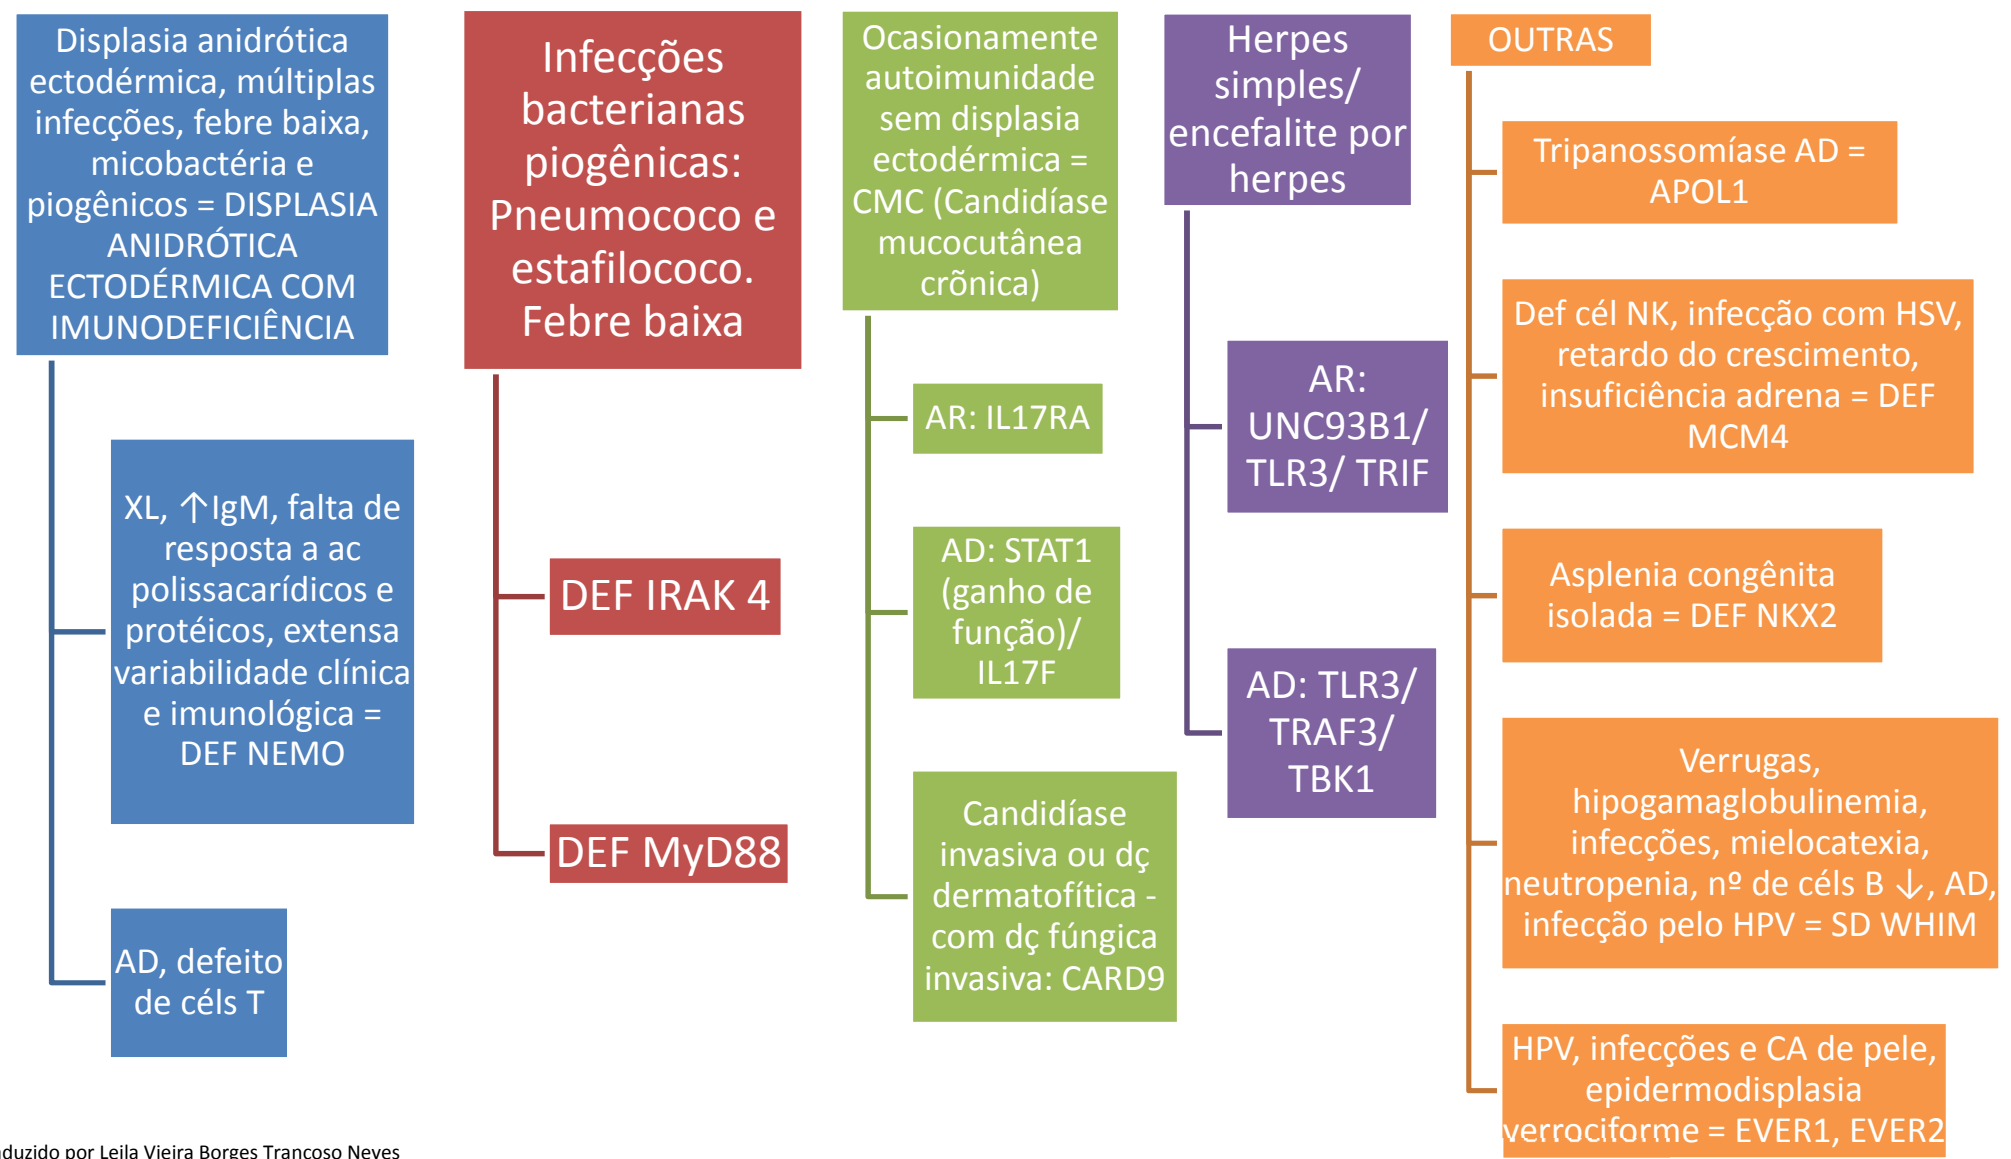 Displasia anidrótica
ectodérmica, múltiplas
infecções, febre baixa,
micobactéria e
piogênicos = DISPLASIA
ANIDRÓTICA
ECTODÉRMICA COM
IMUNODEFICIÊNCIA
XL, ↑IgM, falta de
resposta a ac
polissacarídicos e
protéicos, extensa
variabilidade clínica
e imunológica =
DEF NEMO
AD, defeito
de céls T
Infecções
bacterianas
piogênicas:
Pneumococo e
estafilococo.
Febre baixa
DEF IRAK 4
DEF MyD88
Ocasionamente
autoimunidade
sem displasia
ectodérmica =
CMC (Candidíase
mucocutânea
crõnica)
AR: IL17RA
AD: STAT1
(ganho de
função)/
IL17F
Candidíase
invasiva ou dç
dermatofítica -
com dç fúngica
invasiva: CARD9
Herpes
simples/
encefalite por
herpes
AR:
UNC93B1/
TLR3/ TRIF
AD: TLR3/
TRAF3/
TBK1
OUTRAS
Tripanossomíase AD =
APOL1
Def cél NK, infecção com HSV,
retardo do crescimento,
insuficiência adrena = DEF
MCM4
Asplenia congênita
isolada = DEF NKX2
Verrugas,
hipogamaglobulinemia,
infecções, mielocatexia,
neutropenia, nº de céls B ↓, AD,
infecção pelo HPV = SD WHIM
HPV, infecções e CA de pele,
epidermodisplasia
verrociforme = EVER1, EVER2
aduzido por Leila Vieira Borges Trancoso Neves